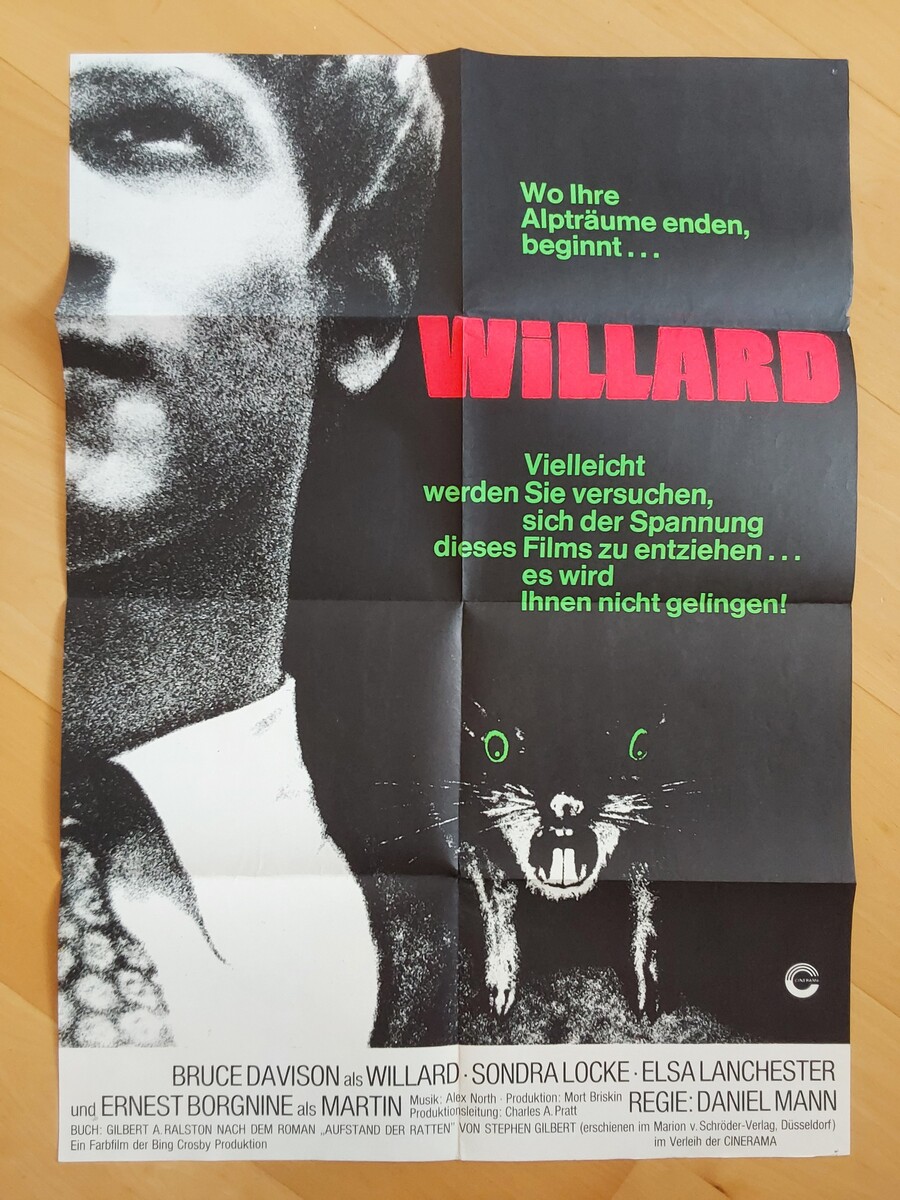 Wo Ihre
Alpträume enden,
beginnt...
WiLLARD
Vielleicht
werden Sie versuchen,
sich der Spannung
dieses Films zu entziehen...
es wird
Ihnen nicht gelingen!
CINERAMA
BRUCE DAVISON als WILLARD · SONDRA LOCKE · ELSA LANCHESTER
und ERNEST BORGNINE als MARTIN Musik: Alex North · Produktion: Mort Briskin
Produktionsleitung: Charles A. Pratt REGIE: DANIEL MANN
BUCH: GILBERT A. RALSTON NACH DEM ROMAN „AUFSTAND DER RATTEN" VON STEPHEN GILBERT (erschienen im Marion v. Schröder-Verlag, Düsseldorf)
Ein Farbfilm der Bing Crosby Produktion im Verleih der CINERAMA